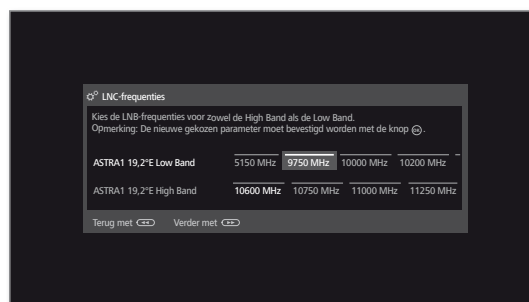 LNC-frequenties
Kies de LNB-frequenties voor zowel de High Band als de Low Band.
Opmerking: De nieuwe gekozen parameter moet bevestigd worden met de knop OK.
ASTRA1 19,2°E Low Band 5150 MHz 9750 MHz 10000 MHz 10200 MHz
ASTRA1 19,2°E High Band 10600 MHz 10750 MHz 11000 MHz 11250 MHz
Terug met Verder met